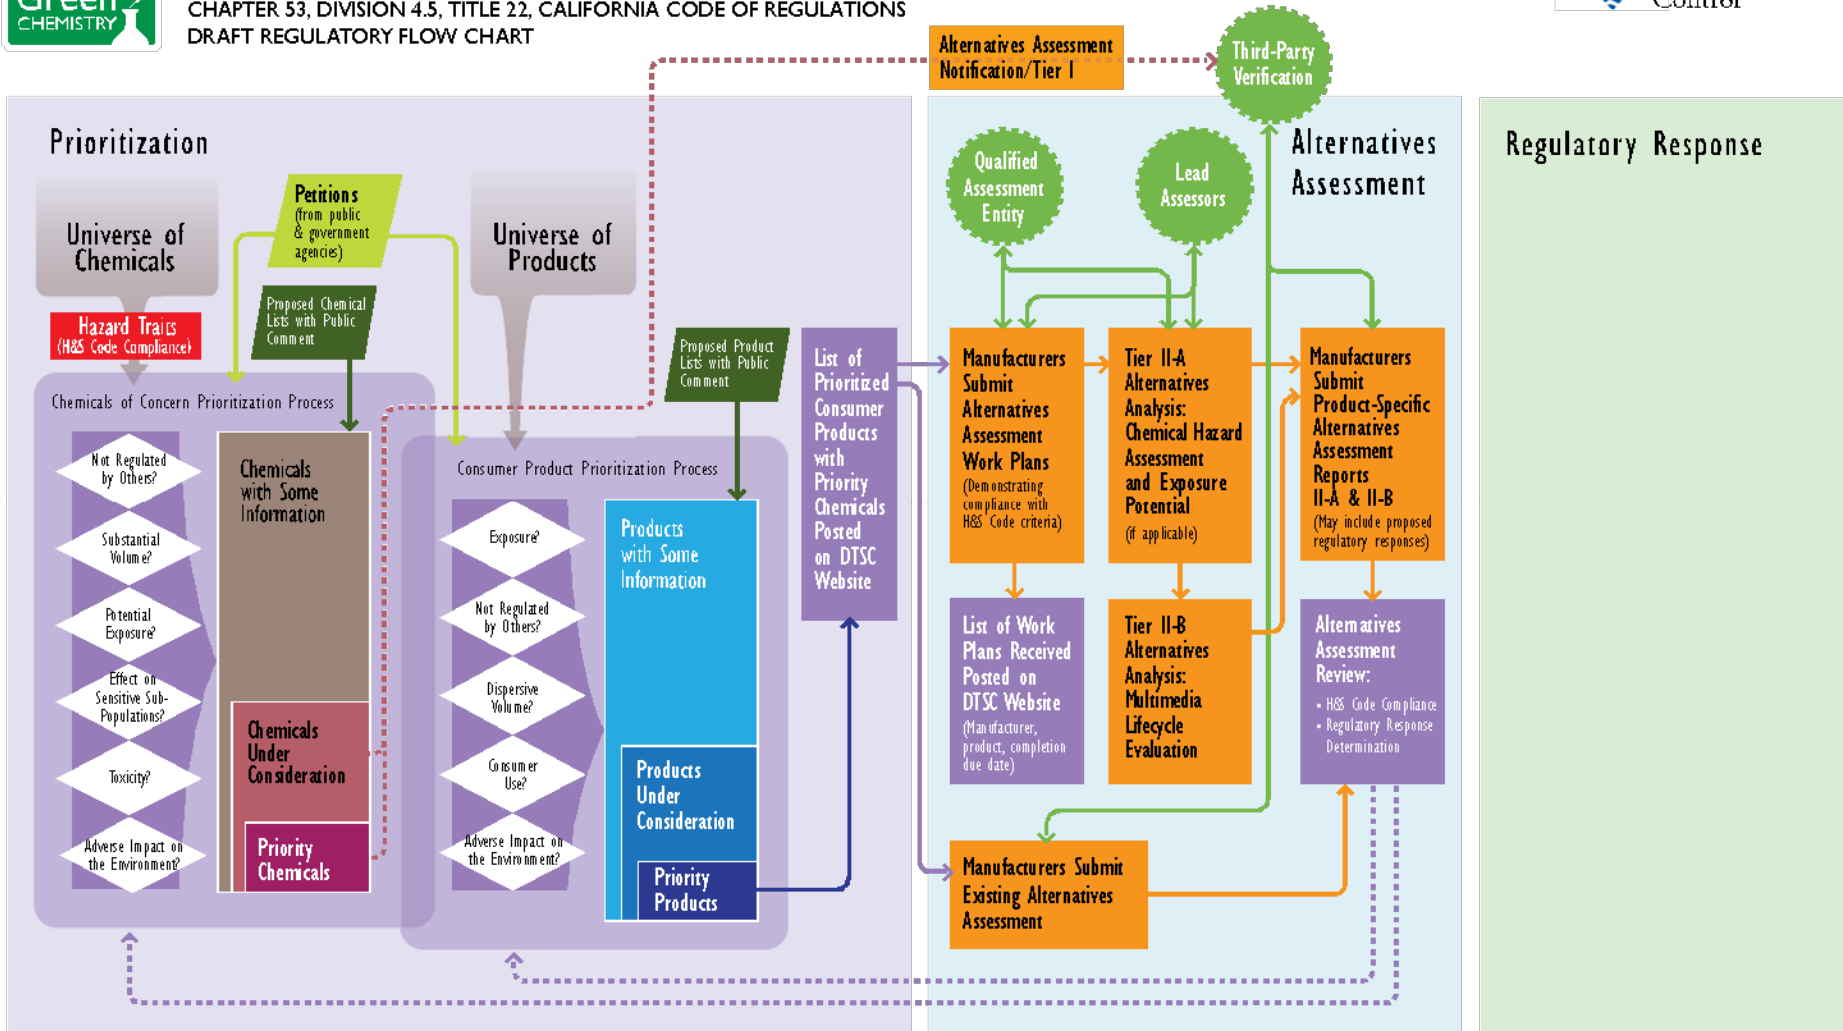 Green
CHEMISTRY
CHAPTER 53, DIVISION 4.5, TITLE 22, CALIFORNIA CODE OF REGULATIONS
DRAFT REGULATORY FLOW CHART
Control
Alternatives Assessment
Notification/Tier I
Third-Party
Verification
Prioritization
Universe of
Chemicals
Petitions
(from public
& government
agencies)
Universe of
Products
Hazard Traits
(H&S Code Compliance)
Proposed Chemical
Lists with Public
Comment
Chemicals of Concern Prioritization Process
Not Regulated
by Others?
Substantial
Volume?
Potential
Exposure?
Effect on
Sensitive Sub-
Populations?
Toxicity?
Adverse Impact on
the Environment?
Chemicals
with Some
Information
Chemicals
Under
Consideration
Priority
Chemicals
Proposed Product
Lists with Public
Comment
Consumer Product Prioritization Process
Exposure?
Not Regulated
by Others?
Dispersive
Volume?
Consumer
Use?
Adverse Impact on
the Environment?
Products
with Some
Information
Products
Under
Consideration
Priority
Products
List of
Prioritized
Consumer
Products
with
Priority
Chemicals
Posted
on DTSC
Website
Alternatives
Assessment
Qualified
Assessment
Entity
Lead
Assessors
Manufacturers
Submit
Alternatives
Assessment
Work Plans
(Demonstrating
compliance with
H&S Code criteria)
Tier II-A
Alternatives
Analysis:
Chemical Hazard
Assessment
and Exposure
Potential
(if applicable)
Manufacturers
Submit
Product-Specific
Alternatives
Assessment
Reports
II-A & II-B
(May include proposed
regulatory responses)
List of Work
Plans Received
Posted on
DTSC Website
(Manufacturer,
product, completion
due date)
Tier II-B
Alternatives
Analysis:
Multimedia
Lifecycle
Evaluation
Alternatives
Assessment
Review:
• H&S Code Compliance
• Regulatory Response
Determination
Manufacturers Submit
Existing Alternatives
Assessment
Regulatory Response